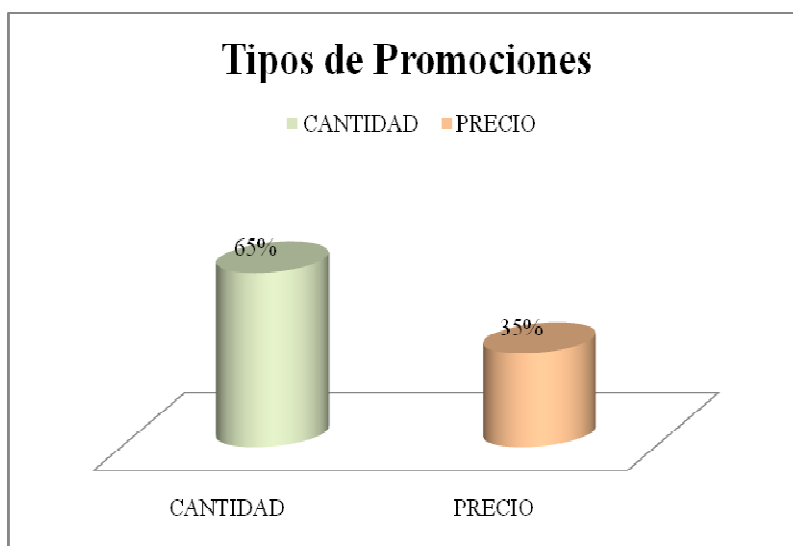 Tipos de Promociones
CANTIDAD PRECIO
65%
35%
CANTIDAD PRECIO